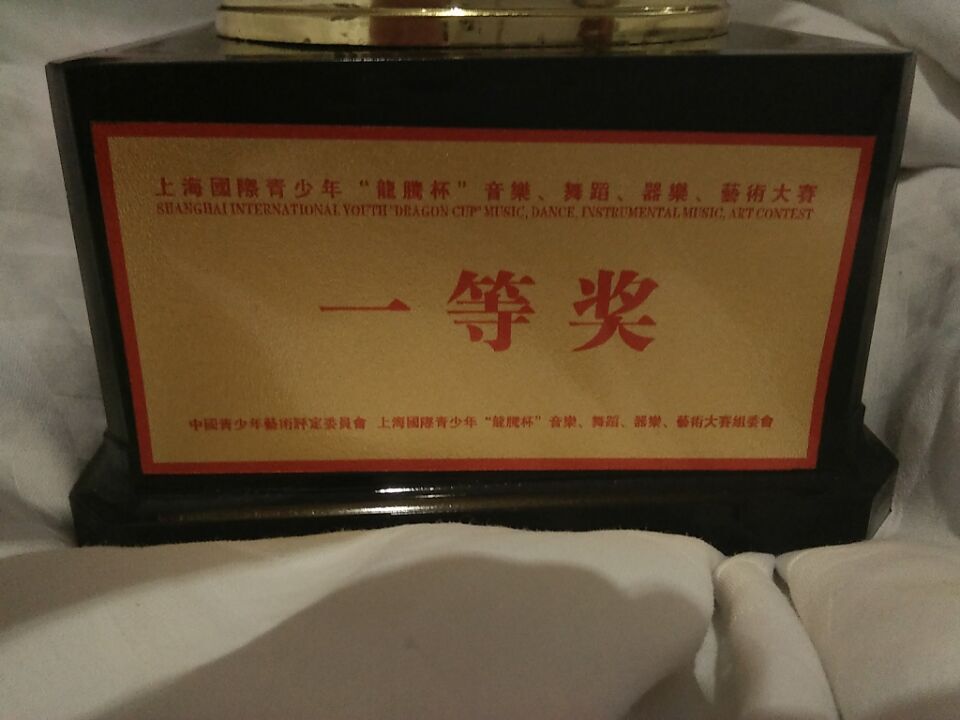 上海國際青少年“龍騰杯”音樂、舞蹈、器樂、藝術大賽
SHANGHAI INTERNATIONAL YOUTH "DRAGON CUP" MUSIC, DANCE, INSTRUMENTAL MUSIC, ART CONTEST
一等奖
中國青少年藝術評定委員會 上海國際青少年“龍騰杯”音樂、舞蹈、器樂、藝術大賽組委會